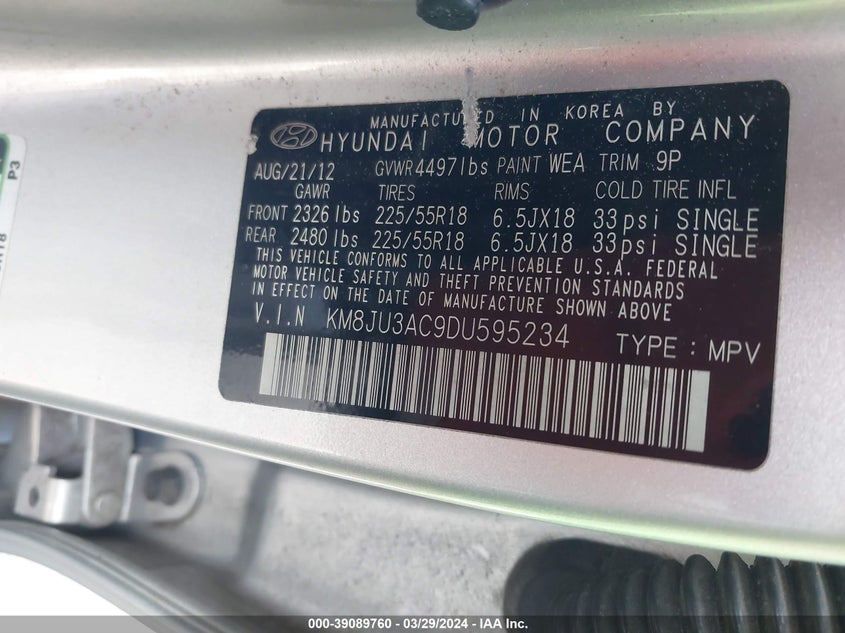 MANUFACTURED IN KOREA BY
HYUNDAI MOTOR COMPANY
AUG/21/12 GVWR 4497lbs PAINT WEA TRIM 9P
GAWR TIRES RIMS COLD TIRE INFL
FRONT 2326 lbs 225/55R18 6.5JX18 33psi SINGLE
REAR 2480 lbs 225/55R18 6.5JX18 33psi SINGLE
THIS VEHICLE CONFORMS TO ALL APPLICABLE U.S.A. FEDERAL
MOTOR VEHICLE SAFETY AND THEFT PREVENTION STANDARDS
IN EFFECT ON THE DATE OF MANUFACTURE SHOWN ABOVE
V.I.N KM8JU3AC9DU595234 TYPE : MPV
P3
000-39089760 - 03/29/2024 - IAA Inc.